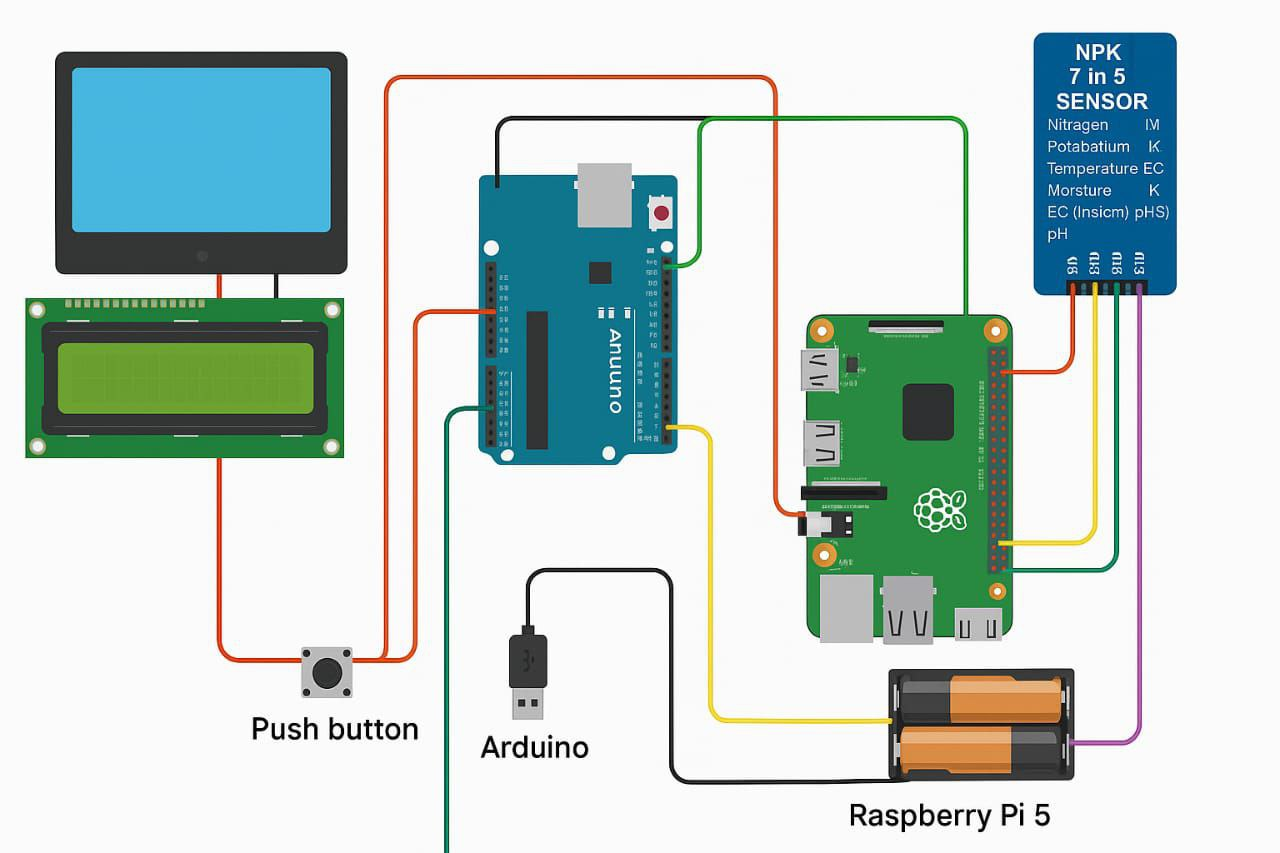 NPK
7 in 5
SENSOR
Nitragen IM
Potabatium K
Temperature EC
Morsture K
EC (Insicm) pHS)
pH
Anuuno
Push button
Arduino
Raspberry Pi 5